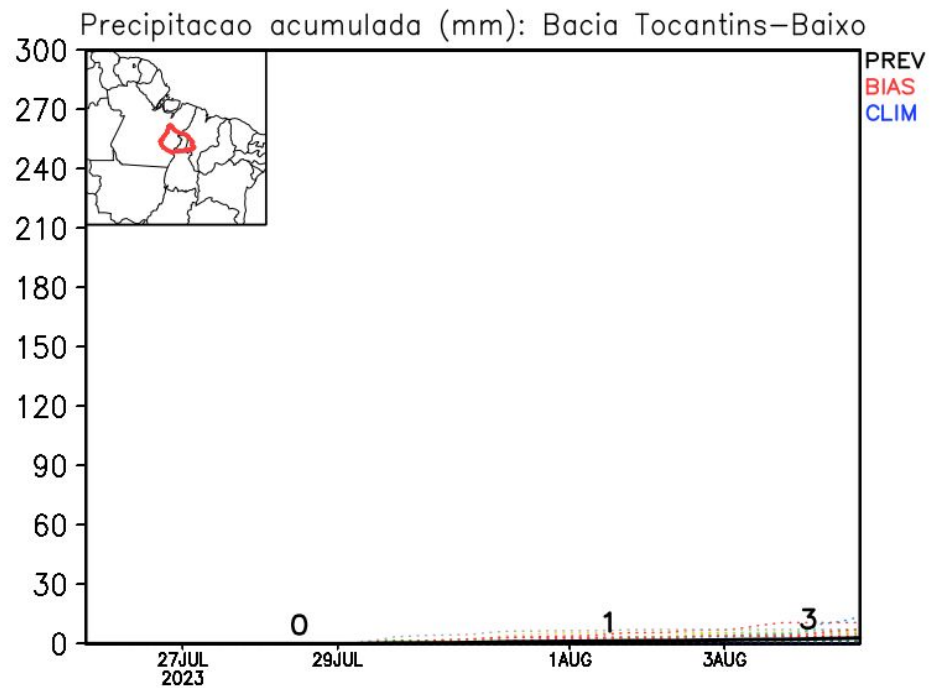 Precipitacao acumulada (mm): Bacia Tocantins-Baixo
PREV
BIAS
CLIM
300
270
240
210
180
150
120
90
60
30
0
0
1
3
27JUL
2023
29JUL
1AUG
3AUG